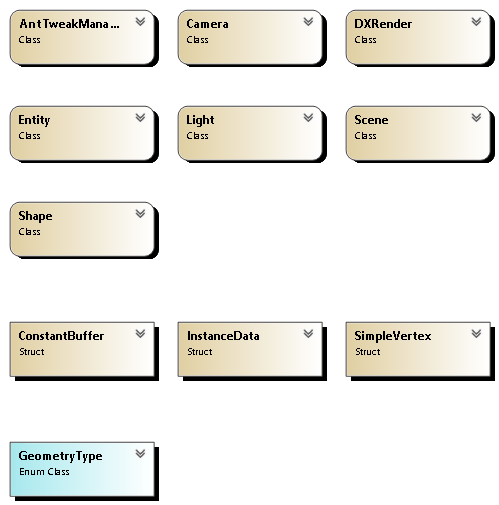 AntTweakMana...
Class
Camera
Class
DXRender
Class
Entity
Class
Light
Class
Scene
Class
Shape
Class
ConstantBuffer
Struct
InstanceData
Struct
SimpleVertex
Struct
GeometryType
Enum Class